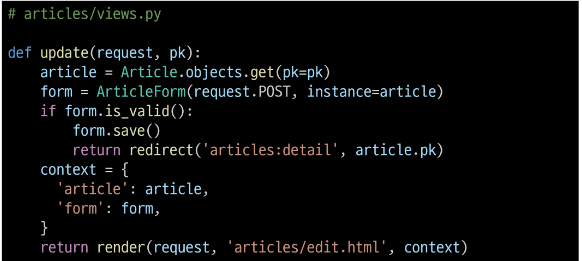 # articles/views.py

def update(request, pk):
    article = Article.objects.get(pk=pk)
    form = ArticleForm(request.POST, instance=article)
    if form.is_valid():
        form.save()
        return redirect('articles:detail', article.pk)
    context = {
      'article': article,
      'form': form,
    }
    return render(request, 'articles/edit.html', context)